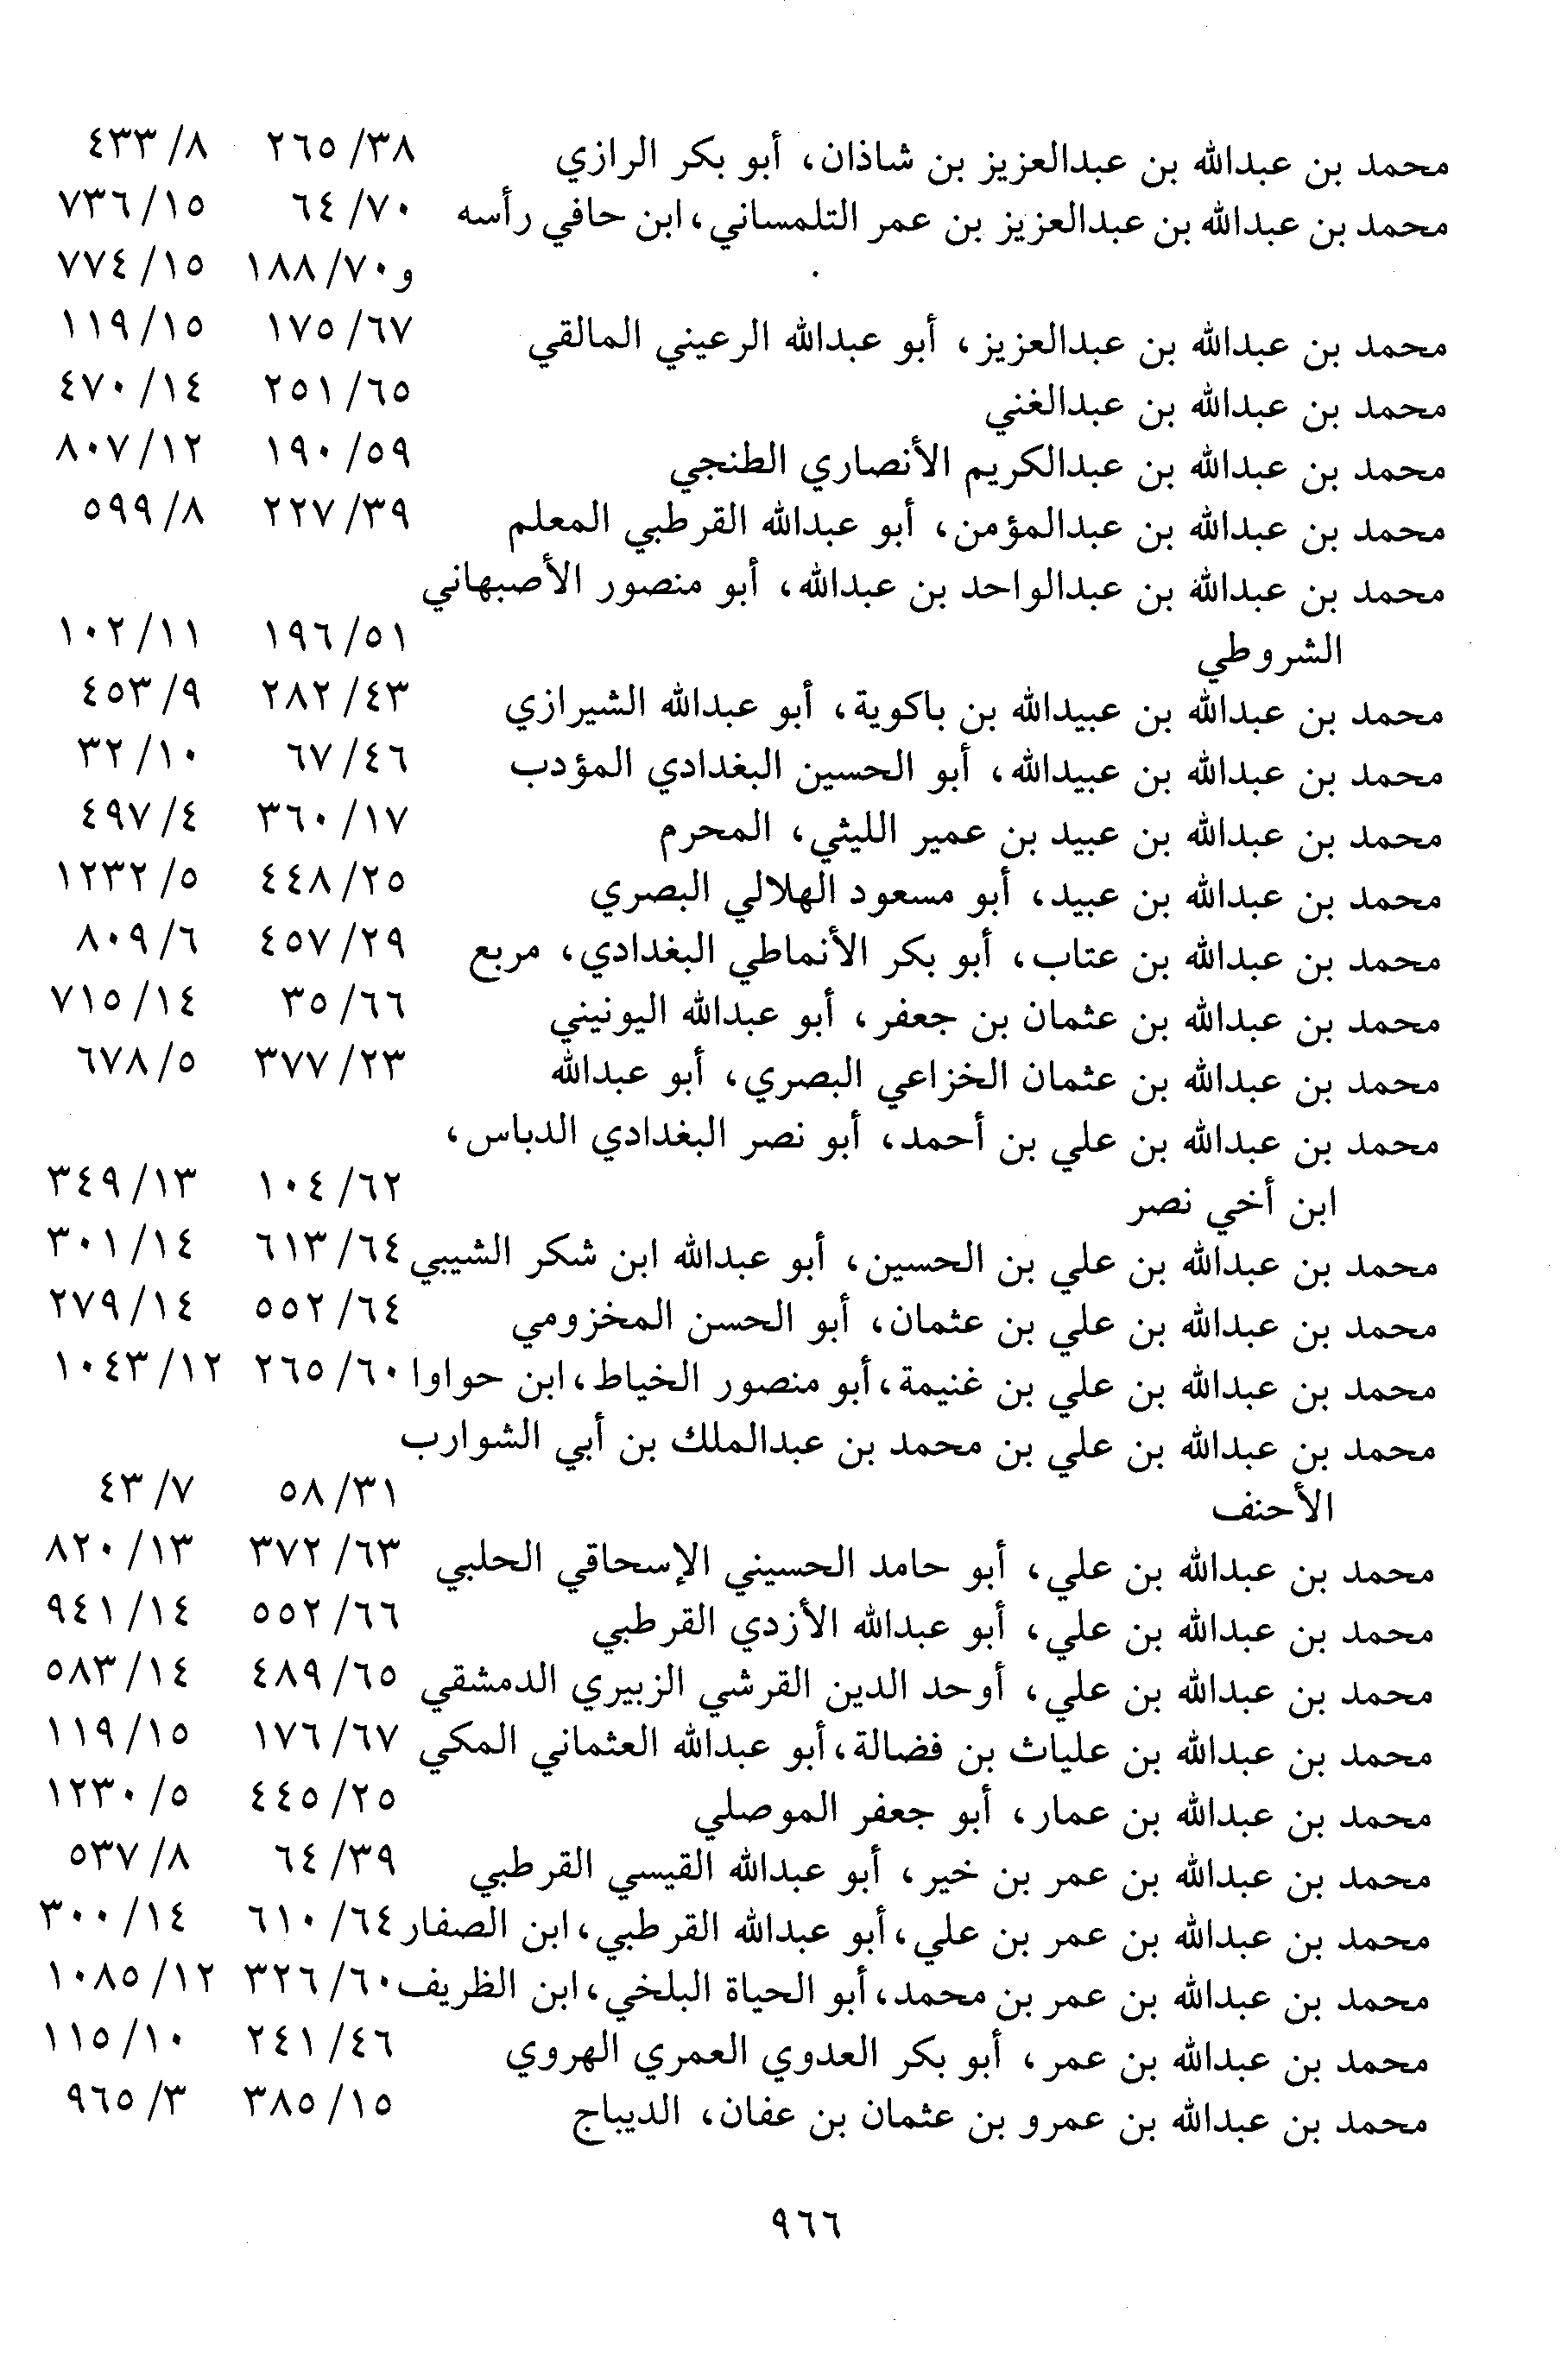 محمد بن عبدالله بن عبدالعزيز بن شاذان، أبو بكر الرازي ٣٨/ ٢٦٥ ٨/ ٤٣٣
محمد بن عبدالله بن عبدالعزيز بن عمر التلمساني، ابن حافي رأسه ٧٠/ ٦٤ ١٥/ ٧٣٦
و٧٠/ ١٨٨ ١٥/ ٧٧٤
محمد بن عبدالله بن عبدالعزيز، أبو عبدالله الرعيني المالقي ٦٧/ ١٧٥ ١٥/ ١١٩
محمد بن عبدالله بن عبدالغني ٦٥/ ٢٥١ ١٤/ ٤٧٠
محمد بن عبدالله بن عبدالكريم الأنصاري الطنجي ٥٩/ ١٩٠ ١٢/ ٨٠٧
محمد بن عبدالله بن عبدالمؤمن، أبو عبدالله القرطبي المعلم ٣٩/ ٢٢٧ ٨/ ٥٩٩
محمد بن عبدالله بن عبدالواحد بن عبدالله، أبو منصور الأصبهاني
الشروطي ٥١/ ١٩٦ ١١/ ١٠٢
محمد بن عبدالله بن عبيدالله بن باكوية، أبو عبدالله الشيرازي ٤٣/ ٢٨٢ ٩/ ٤٥٣
محمد بن عبدالله بن عبيدالله، أبو الحسين البغدادي المؤدب ٤٦/ ٦٧ ١٠/ ٣٢
محمد بن عبدالله بن عبيد بن عمير الليثي، المحرم ١٧/ ٣٦٠ ٤/ ٤٩٧
محمد بن عبدالله بن عبيد، أبو مسعود الهلالي البصري ٢٥/ ٤٤٨ ٥/ ١٢٣٢
محمد بن عبدالله بن عتاب، أبو بكر الأنماطي البغدادي، مربع ٢٩/ ٤٥٧ ٦/ ٨٠٩
محمد بن عبدالله بن عثمان بن جعفر، أبو عبدالله اليونيني ٦٦/ ٣٥ ١٤/ ٧١٥
محمد بن عبدالله بن عثمان الخزاعي البصري، أبو عبدالله ٢٣/ ٣٧٧ ٥/ ٦٧٨
محمد بن عبدالله بن علي بن أحمد، أبو نصر البغدادي الدباس،
ابن أخي نصر ٦٢/ ١٠٤ ١٣/ ٣٤٩
محمد بن عبدالله بن علي بن الحسين، أبو عبدالله ابن شكر الشيبي ٦٤/ ٦١٣ ١٤/ ٣٠١
محمد بن عبدالله بن علي بن عثمان، أبو الحسن المخزومي ٦٤/ ٥٥٢ ١٤/ ٢٧٩
محمد بن عبدالله بن علي بن غنيمة، أبو منصور الخياط، ابن حواوا ٦٠/ ٢٦٥ ١٢/ ١٠٤٣
محمد بن عبدالله بن علي بن محمد بن عبدالملك بن أبي الشوارب
الأحنف ٣١/ ٥٨ ٧/ ٤٣
محمد بن عبدالله بن علي، أبو حامد الحسيني الإسحاقي الحلبي ٦٣/ ٣٧٢ ١٣/ ٨٢٠
محمد بن عبدالله بن علي، أبو عبدالله الأزدي القرطبي ٦٦/ ٥٥٢ ١٤/ ٩٤١
محمد بن عبدالله بن علي، أوحد الدين القرشي الزبيري الدمشقي ٦٥/ ٤٨٩ ١٤/ ٥٨٣
محمد بن عبدالله بن علياث بن فضالة، أبو عبدالله العثماني المكي ٦٧/ ١٧٦ ١٥/ ١١٩
محمد بن عبدالله بن عمار، أبو جعفر الموصلي ٢٥/ ٤٤٥ ٥/ ١٢٣٠
محمد بن عبدالله بن عمر بن خير، أبو عبدالله القيسي القرطبي ٣٩/ ٦٤ ٨/ ٥٣٧
محمد بن عبدالله بن عمر بن علي، أبو عبدالله القرطبي، ابن الصفار ٦٤/ ٦١٠ ١٤/ ٣٠٠
محمد بن عبدالله بن عمر بن محمد، أبو الحياة البلخي، ابن الظريف ٦٠/ ٣٢٦ ١٢/ ١٠٨٥
محمد بن عبدالله بن عمر، أبو بكر العدوي العمري الهروي ٤٦/ ٢٤١ ١٠/ ١١٥
محمد بن عبدالله بن عمرو بن عثمان بن عفان، الديباج ١٥/ ٣٨٥ ٣/ ٩٦٥
٩٦٦